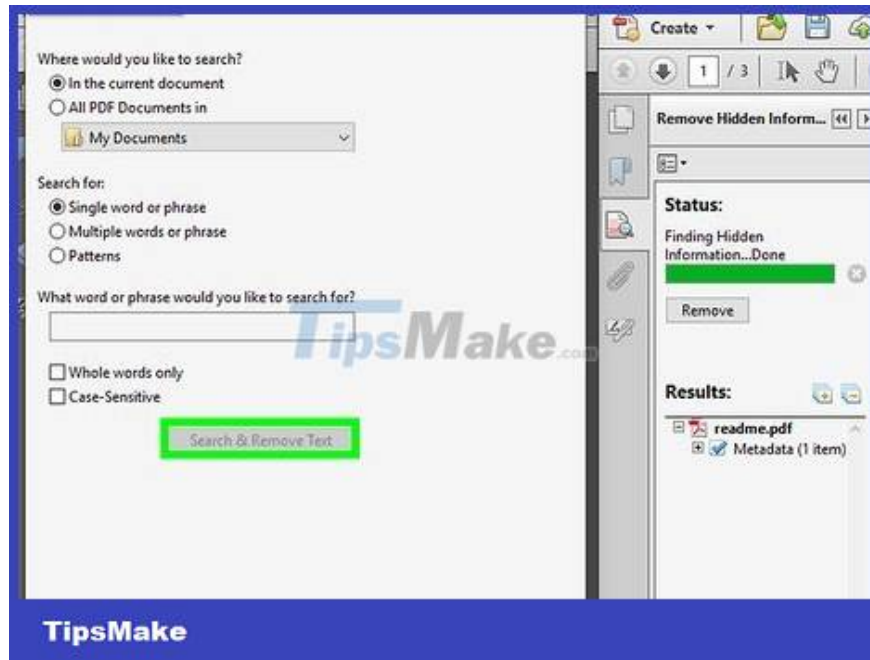 Where would you like to search?
In the current document
All PDF Documents in
My Documents
Search for:
Single word or phrase
Multiple words or phrase
Patterns
What word or phrase would you like to search for?
Whole words only
Case-Sensitive
Search & Remove Text
TipsMake.com
Create
1 / 3
Remove Hidden Inform...
Status:
Finding Hidden
Information...Done
Remove
Results:
readme.pdf
Metadata (1 item)
TipsMake